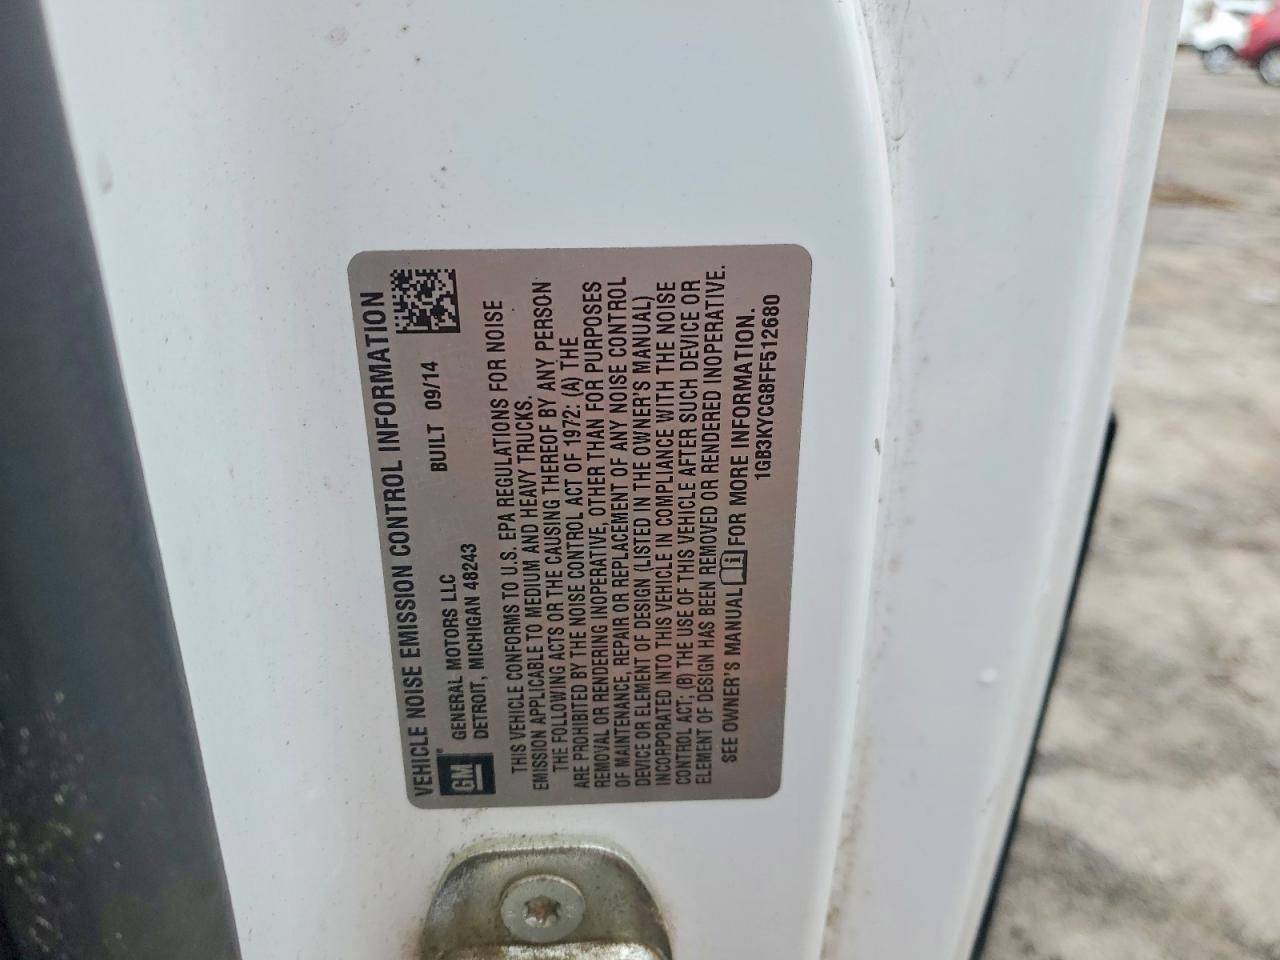 VEHICLE NOISE EMISSION CONTROL INFORMATION
GM
GENERAL MOTORS LLC
DETROIT, MICHIGAN 48243
BUILT 09/14
THIS VEHICLE CONFORMS TO U.S. EPA REGULATIONS FOR NOISE
EMISSION APPLICABLE TO MEDIUM AND HEAVY TRUCKS.
THE FOLLOWING ACTS OR THE CAUSING THEREOF BY ANY PERSON
ARE PROHIBITED BY THE NOISE CONTROL ACT OF 1972: (A) THE
REMOVAL OR RENDERING INOPERATIVE, OTHER THAN FOR PURPOSES
OF MAINTENANCE, REPAIR OR REPLACEMENT OF ANY NOISE CONTROL
DEVICE OR ELEMENT OF DESIGN (LISTED IN THE OWNER'S MANUAL)
INCORPORATED INTO THIS VEHICLE IN COMPLIANCE WITH THE NOISE
CONTROL ACT; (B) THE USE OF THIS VEHICLE AFTER SUCH DEVICE OR
ELEMENT OF DESIGN HAS BEEN REMOVED OR RENDERED INOPERATIVE.
SEE OWNER'S MANUAL FOR MORE INFORMATION.
1GB3KYCG8FF512680